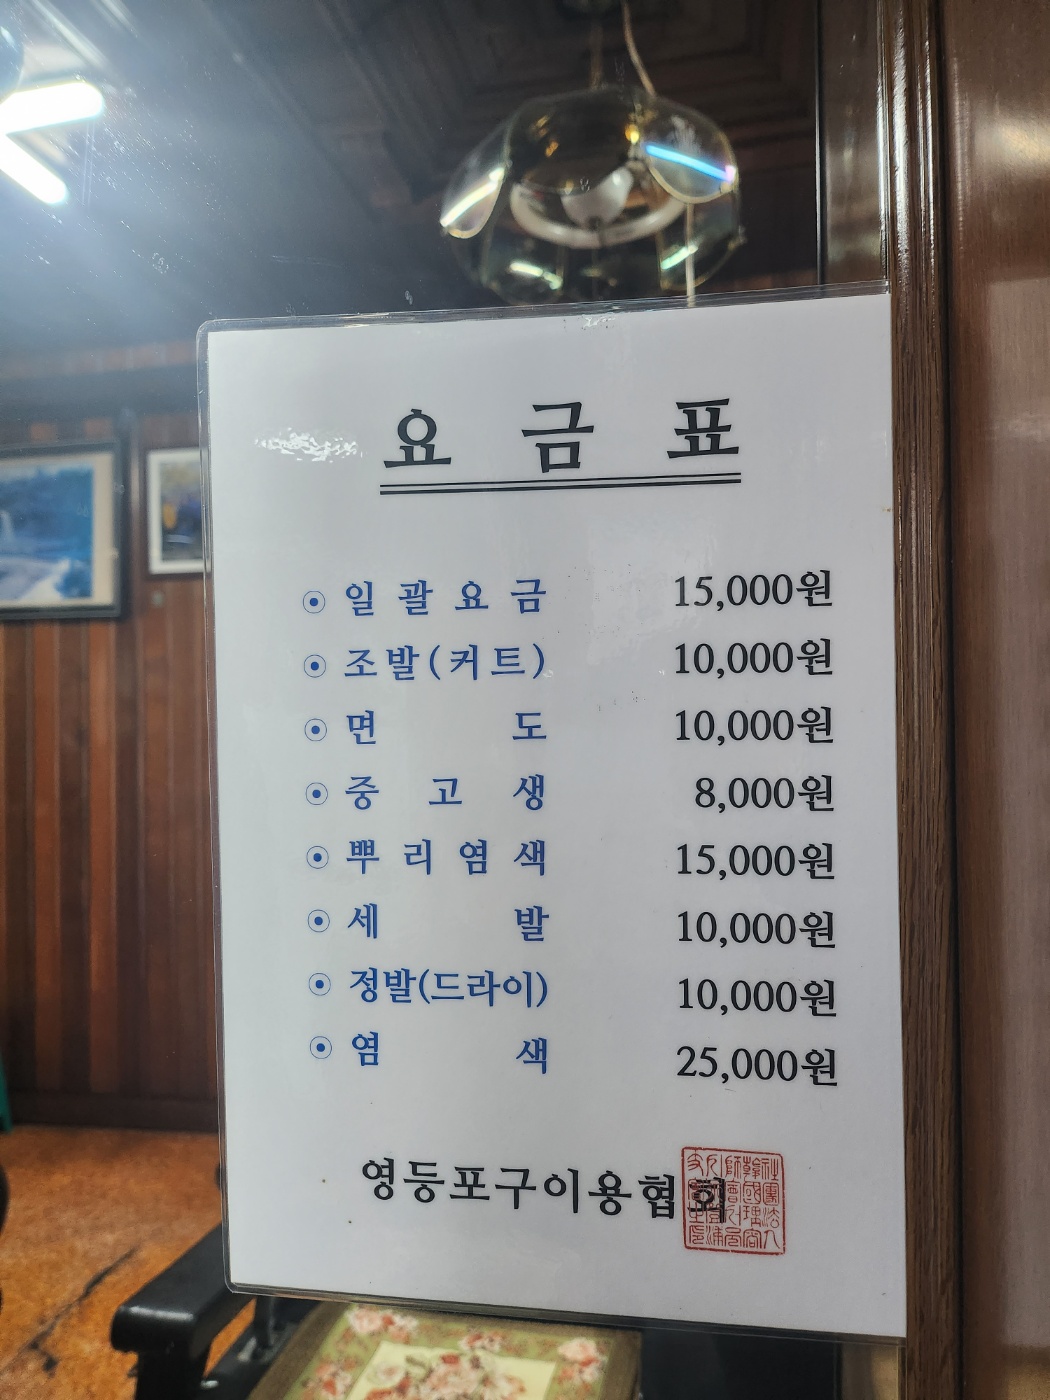 요 금 표
⊙ 일 괄 요 금 15,000원
⊙ 조발(커트) 10,000원
⊙ 면 도 10,000원
⊙ 중 고 생 8,000원
⊙ 뿌 리 염 색 15,000원
⊙ 세 발 10,000원
⊙ 정발(드라이) 10,000원
⊙ 염 색 25,000원
영등포구이용협회